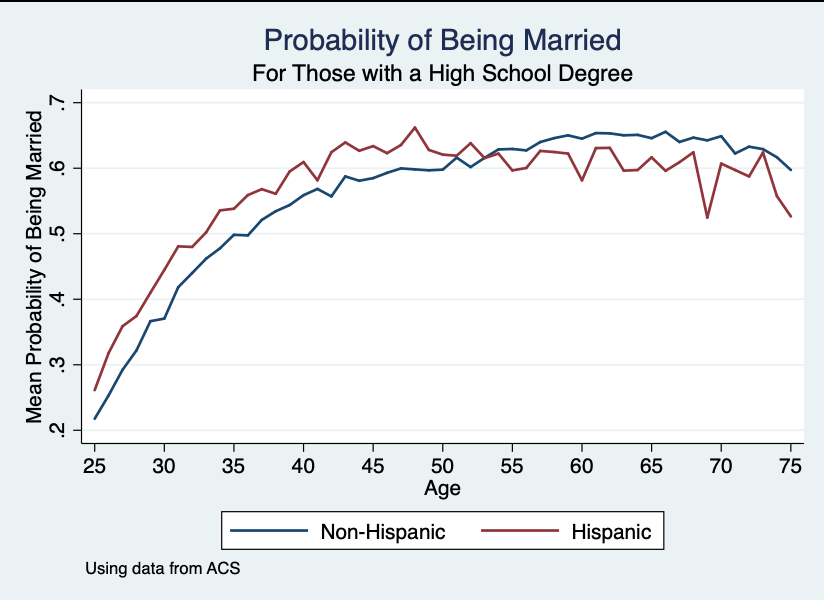 Probability of Being Married
For Those with a High School Degree
Mean Probability of Being Married
.7
.6
.5
.4
.3
.2
25 30 35 40 45 50 55 60 65 70 75
Age
Non-Hispanic Hispanic
Using data from ACS